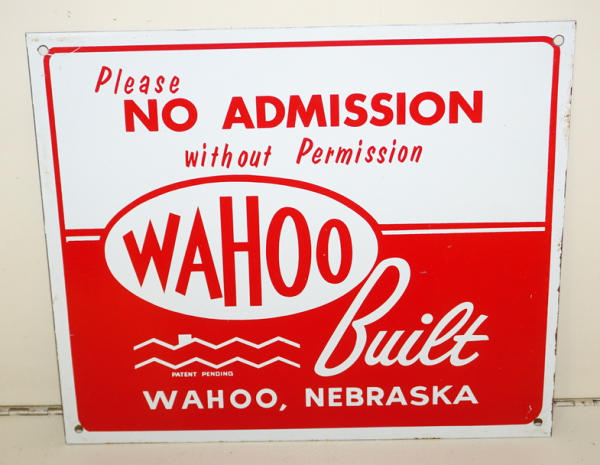 Please
NO ADMISSION
without Permission
WAHOO
Built
PATENT PENDING
WAHOO, NEBRASKA